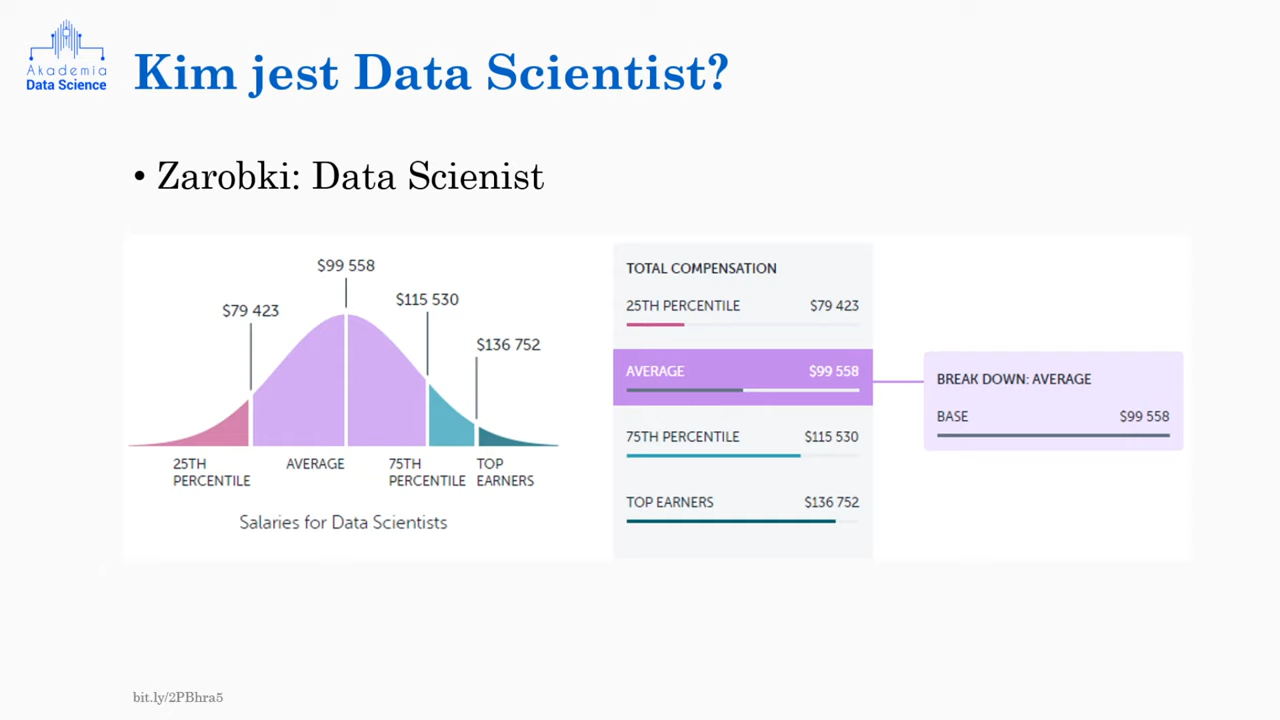 Akademia
Data Science
Kim jest Data Scientist?
• Zarobki: Data Scienist
$99 558
$79 423
$115 530
$136 752
25TH
PERCENTILE
AVERAGE
75TH
PERCENTILE
TOP
EARNERS
Salaries for Data Scientists
TOTAL COMPENSATION
25TH PERCENTILE $79 423
AVERAGE $99 558
75TH PERCENTILE $115 530
TOP EARNERS $136 752
BREAK DOWN: AVERAGE
BASE $99 558
bit.ly/2PBhra5